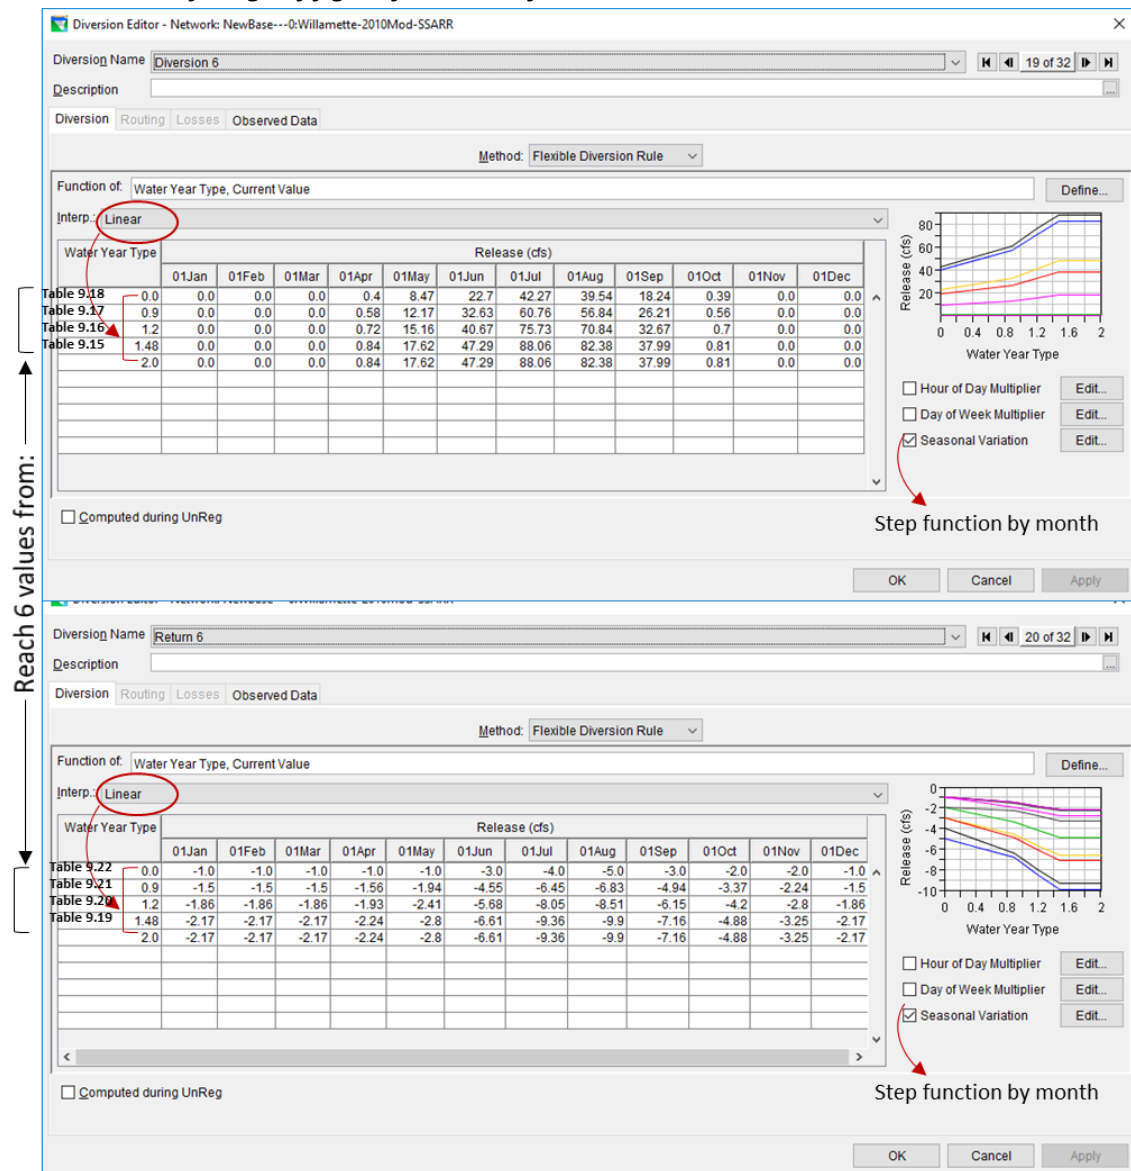 Diversion Editor - Network: NewBase---0:Willamette-2010Mod-SSARR
Diversion Name Diversion 6 19 of 32
Description ...
Diversion Routing Losses Observed Data
Method: Flexible Diversion Rule
Function of: Water Year Type, Current Value Define...
Interp.: Linear
Water Year Type Release (cfs)
01Jan 01Feb 01Mar 01Apr 01May 01Jun 01Jul 01Aug 01Sep 01Oct 01Nov 01Dec
Table 9.18 0.0 0.0 0.0 0.0 0.4 8.47 22.7 42.27 39.54 18.24 0.39 0.0 0.0
Table 9.17 0.9 0.0 0.0 0.0 0.58 12.17 32.63 60.76 56.84 26.21 0.56 0.0 0.0
Table 9.16 1.2 0.0 0.0 0.0 0.72 15.16 40.67 75.73 70.84 32.67 0.7 0.0 0.0
Table 9.15 1.48 0.0 0.0 0.0 0.84 17.62 47.29 88.06 82.38 37.99 0.81 0.0 0.0
2.0 0.0 0.0 0.0 0.84 17.62 47.29 88.06 82.38 37.99 0.81 0.0 0.0
Release (cfs)
80
60
40
20
0 0.4 0.8 1.2 1.6 2
Water Year Type
Hour of Day Multiplier Edit...
Day of Week Multiplier Edit...
Seasonal Variation Edit...
Step function by month
Computed during UnReg
OK Cancel Apply
Reach 6 values from:
Diversion Name Return 6 20 of 32
Description ...
Diversion Routing Losses Observed Data
Method: Flexible Diversion Rule
Function of: Water Year Type, Current Value Define...
Interp.: Linear
Water Year Type Release (cfs)
01Jan 01Feb 01Mar 01Apr 01May 01Jun 01Jul 01Aug 01Sep 01Oct 01Nov 01Dec
Table 9.22 0.0 -1.0 -1.0 -1.0 -1.0 -1.0 -3.0 -4.0 -5.0 -3.0 -2.0 -2.0 -1.0
Table 9.21 0.9 -1.5 -1.5 -1.5 -1.56 -1.94 -4.55 -6.45 -6.83 -4.94 -3.37 -2.24 -1.5
Table 9.20 1.2 -1.86 -1.86 -1.86 -1.93 -2.41 -5.68 -8.05 -8.51 -6.15 -4.2 -2.8 -1.86
Table 9.19 1.48 -2.17 -2.17 -2.17 -2.24 -2.8 -6.61 -9.36 -9.9 -7.16 -4.88 -3.25 -2.17
2.0 -2.17 -2.17 -2.17 -2.24 -2.8 -6.61 -9.36 -9.9 -7.16 -4.88 -3.25 -2.17
Release (cfs)
0
-2
-4
-6
-8
-10
0 0.4 0.8 1.2 1.6 2
Water Year Type
Hour of Day Multiplier Edit...
Day of Week Multiplier Edit...
Seasonal Variation Edit...
Step function by month
Computed during UnReg
OK Cancel Apply